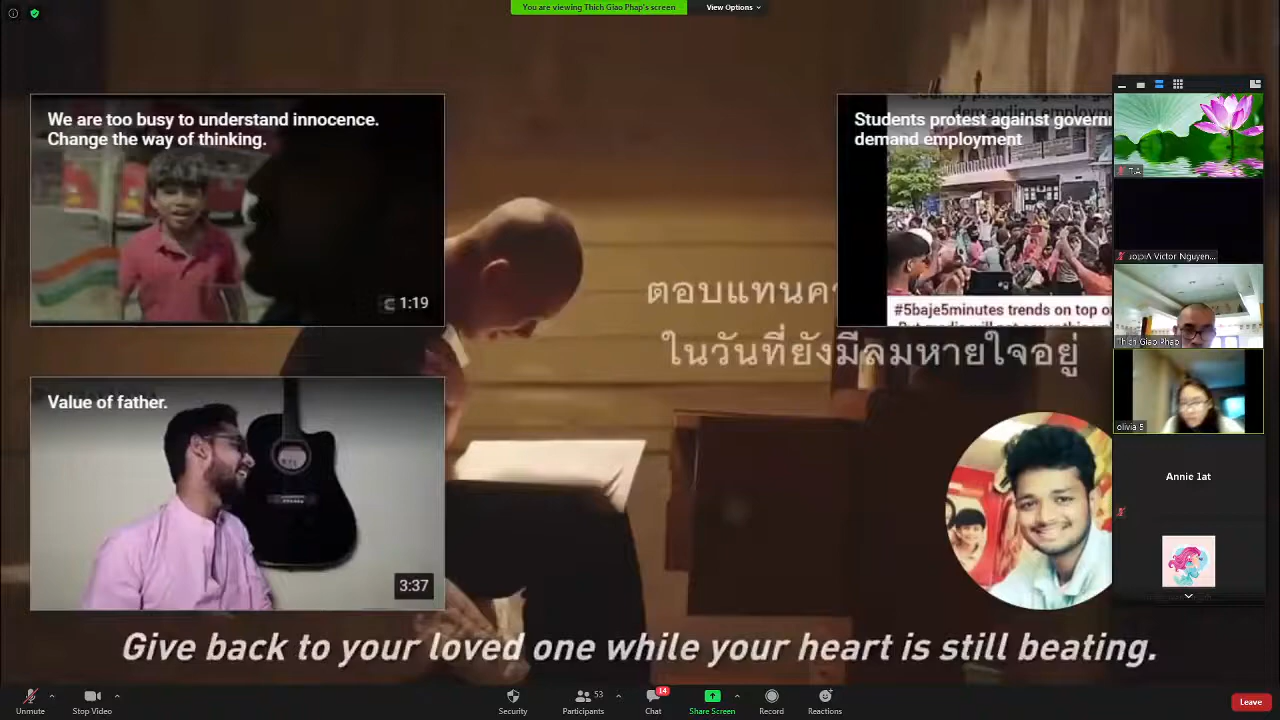 You are viewing Thich Giao Phap's screen
View Options
We are too busy to understand innocence.
Change the way of thinking.
1:19
Students protest against governm
demand employment
demanding employm
#5baje5minutes trends on top o
ตอบแทนคว
ในวันที่ยังมีลมหายใจอยู่
Value of father.
3:37
Give back to your loved one while your heart is still beating.
T.A
Victor Nguyen...
Thich Giao Phap
olivia 5
Annie 1at
Unmute
Stop Video
Security
Participants
53
Chat
14
Share Screen
Record
Reactions
Leave